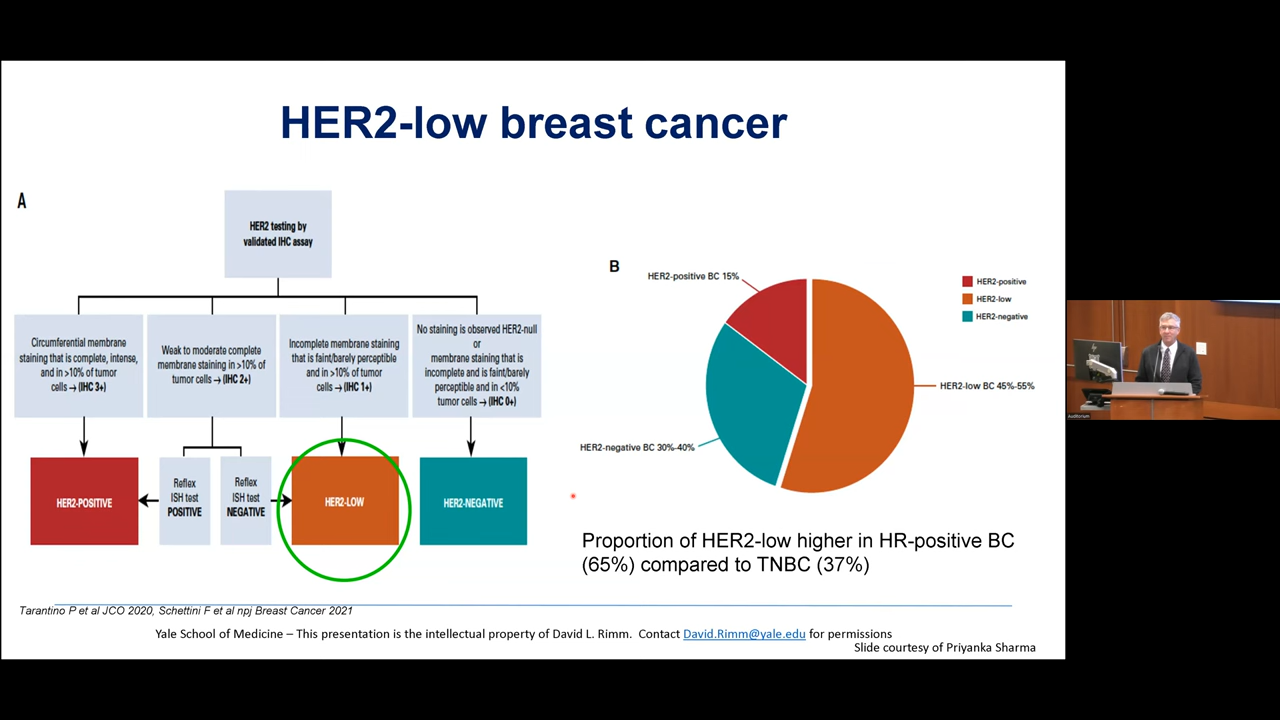 HER2-low breast cancer
A
HER2 testing by
validated IHC assay
Circumferential membrane
staining that is complete, intense,
and in >10% of tumor
cells → (IHC 3+)
Weak to moderate complete
membrane staining in >10% of
tumor cells → (IHC 2+)
Incomplete membrane staining
that is faint/barely perceptible
and in >10% of tumor
cells → (IHC 1+)
No staining is observed HER2-null
or
membrane staining that is
incomplete and is faint/barely
perceptible and in <10%
tumor cells → (IHC 0+)
HER2-POSITIVE
Reflex
ISH test
POSITIVE
Reflex
ISH test
NEGATIVE
HER2-LOW
HER2-NEGATIVE
B
HER2-positive BC 15%
HER2-positive
HER2-low
HER2-negative
HER2-low BC 45%-55%
HER2-negative BC 30%-40%
Proportion of HER2-low higher in HR-positive BC
(65%) compared to TNBC (37%)
Tarantino P et al JCO 2020, Schettini F et al npj Breast Cancer 2021
Yale School of Medicine – This presentation is the intellectual property of David L. Rimm. Contact David.Rimm@yale.edu for permissions
Slide courtesy of Priyanka Sharma
Auditorium